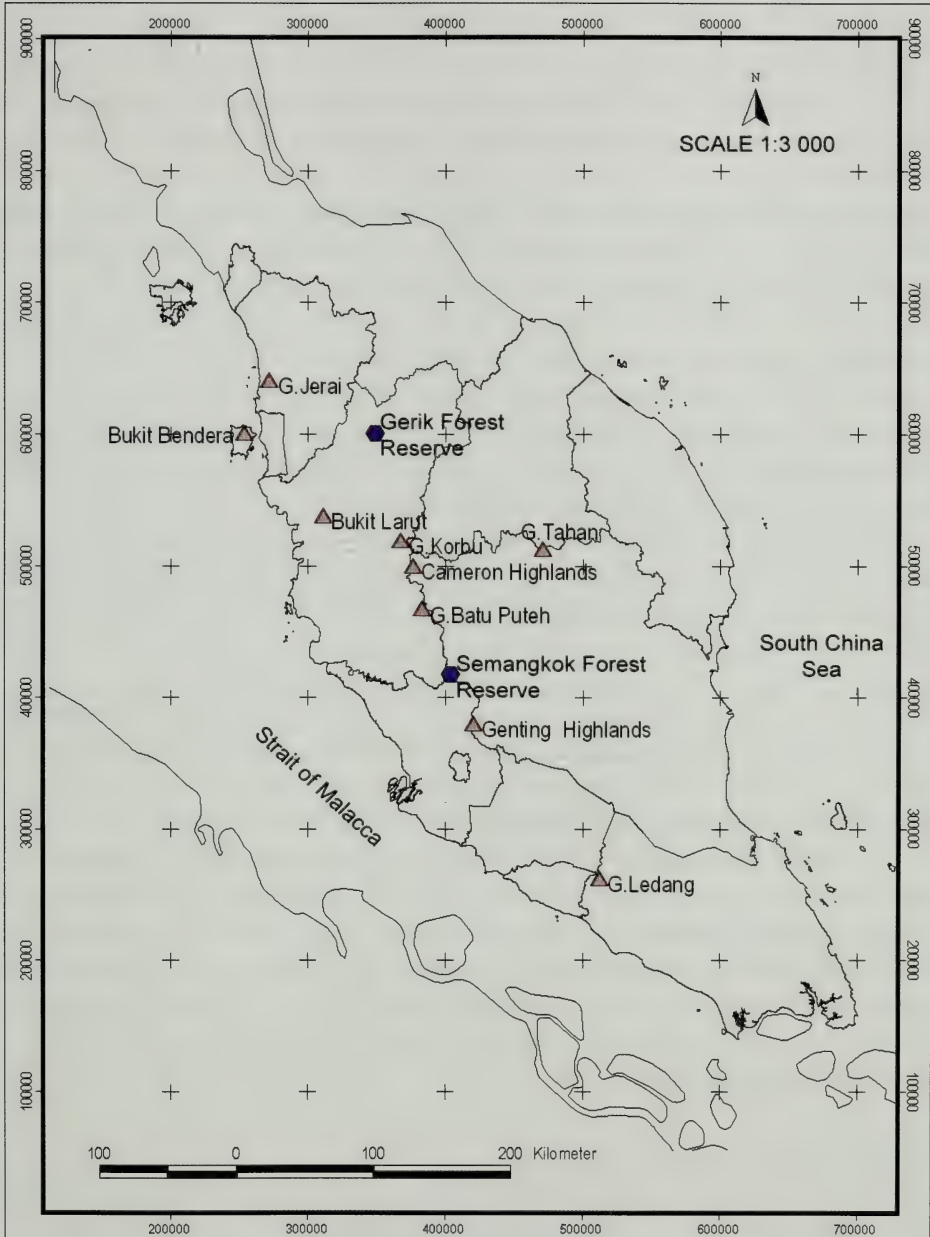 200000 300000 400000 500000 600000 700000
900000 900000
N
SCALE 1:3 000
800000 800000
700000 700000
G.Jerai
Bukit Bendera
600000 600000
Gerik Forest
Reserve
Bukit Larut
G.Tahan
G.Korbu
500000 500000
Cameron Highlands
G.Batu Puteh
South China
Sea
Semangkok Forest
Reserve
400000 400000
Genting Highlands
Strait of Malacca
300000 300000
G.Ledang
200000 200000
100000 100000
100 0 100 200 Kilometer
200000 300000 400000 500000 600000 700000